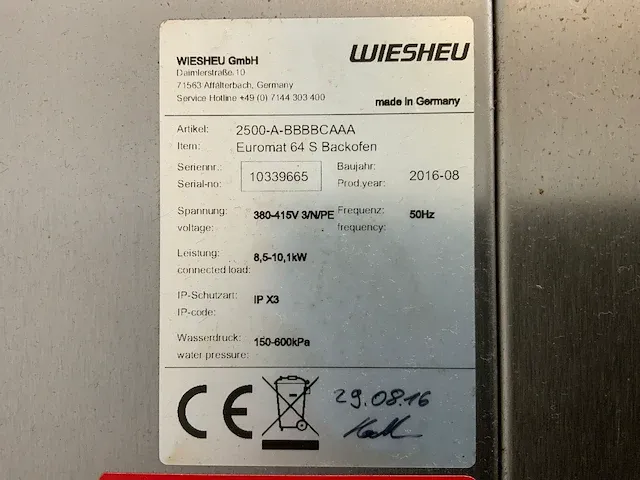 WIESHEU GmbH
WIESHEU
Daimlerstraße 10
71563 Affalterbach, Germany
Service Hotline +49 (0) 7144 303 400
made in Germany
Artikel: 2500-A-BBBBCAAA
Item: Euromat 64 S Backofen
Seriennr.: Baujahr:
Serial-no: 10339665 Prod.year: 2016-08
Spannung: 380-415V 3/N/PE Frequenz: 50Hz
voltage: frequency:
Leistung: 8,5-10,1kW
connected load:
IP-Schutzart: IP X3
IP-code:
Wasserdruck: 150-600kPa
water pressure:
CE 29.08.16